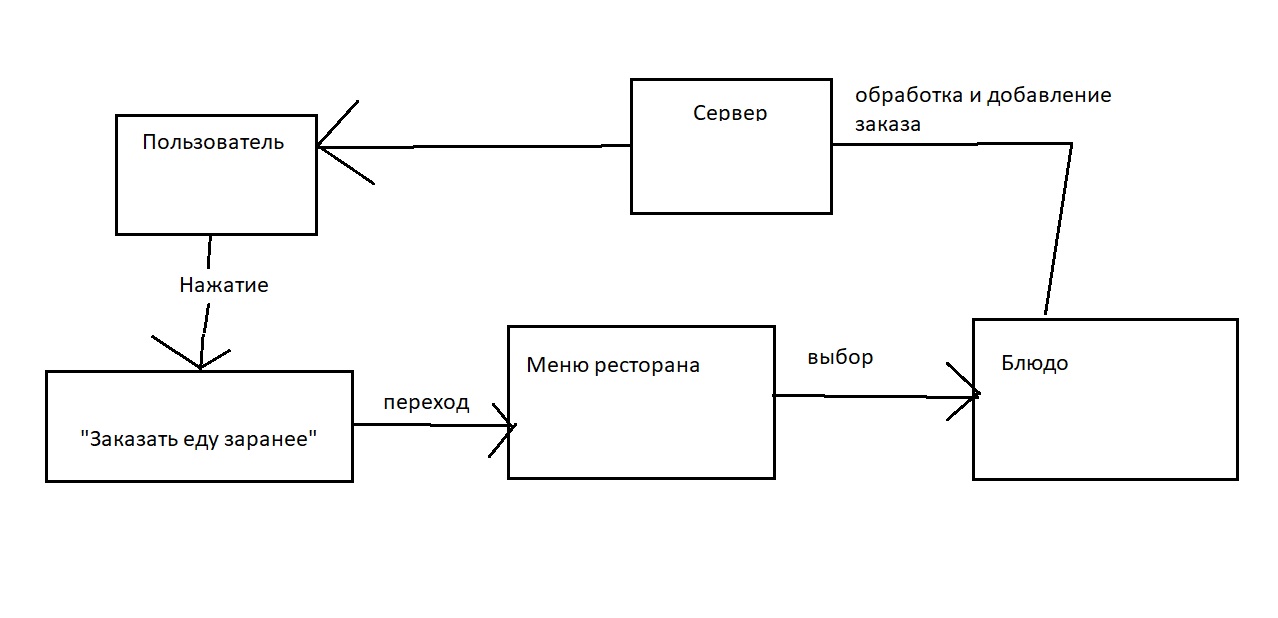 Пользователь
Сервер
обработка и добавление
заказа
Нажатие
"Заказать еду заранее"
переход
Меню ресторана
выбор
Блюдо